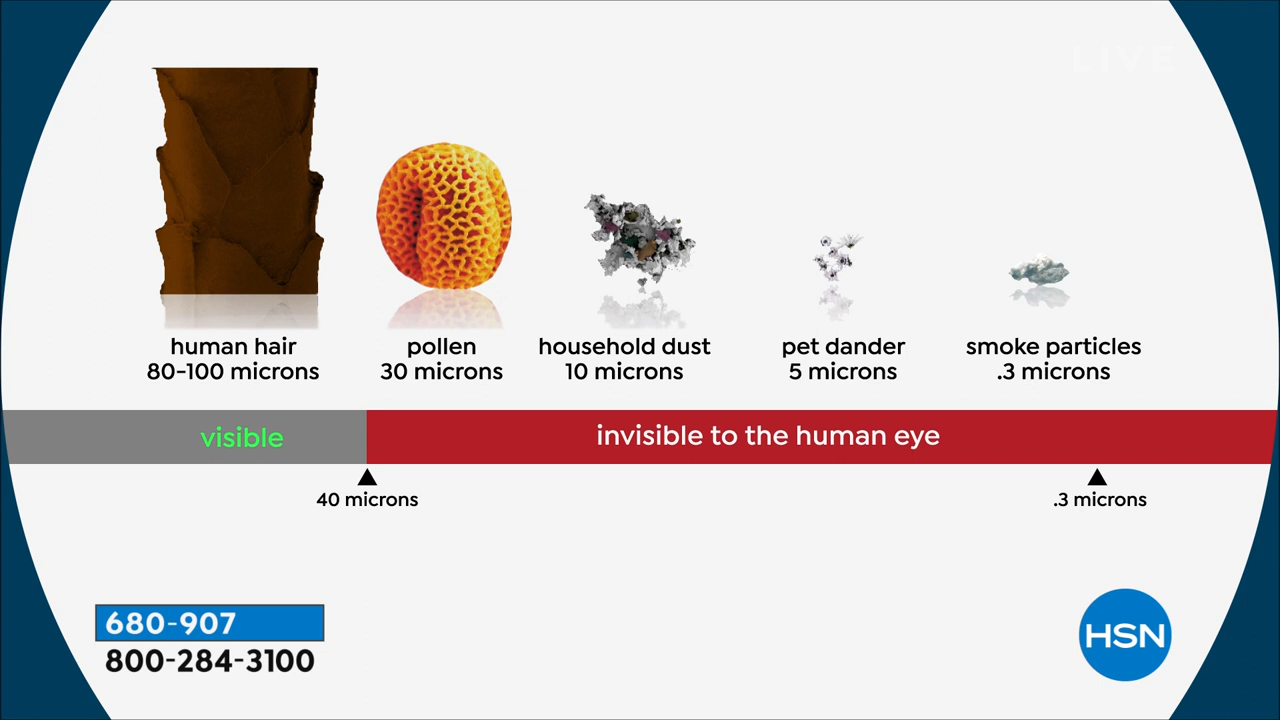 LIVE
human hair
80-100 microns
pollen
30 microns
household dust
10 microns
pet dander
5 microns
smoke particles
.3 microns
visible
invisible to the human eye
40 microns
.3 microns
680-907
800-284-3100
HSN